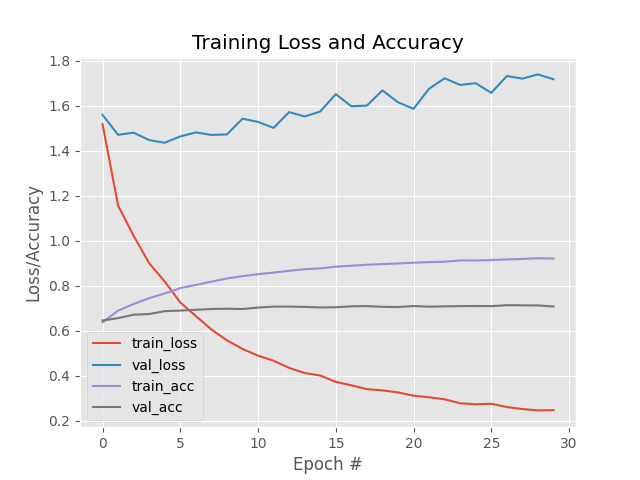 Training Loss and Accuracy
1.8
1.6
1.4
1.2
1.0
0.8
0.6
0.4
0.2
Loss/Accuracy
train_loss
val_loss
train_acc
val_acc
0 5 10 15 20 25 30
Epoch #